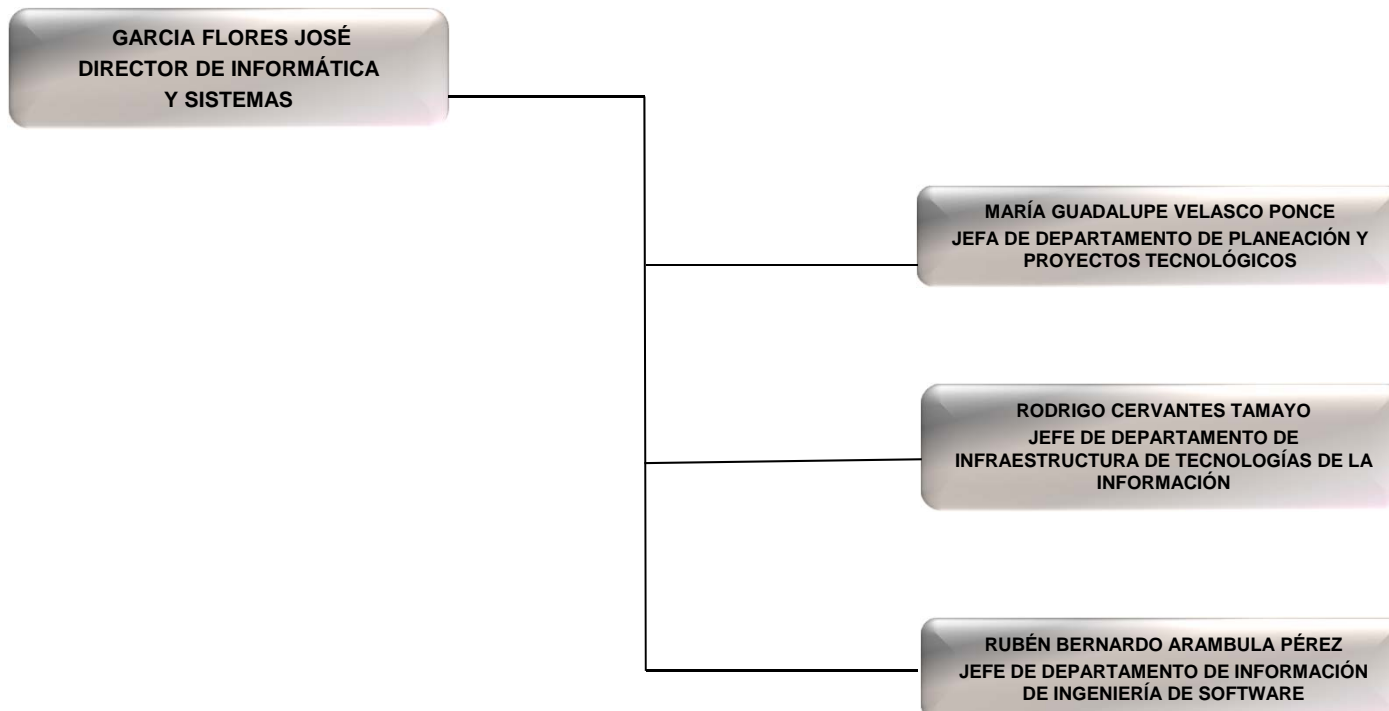 GARCIA FLORES JOSÉ
DIRECTOR DE INFORMÁTICA
Y SISTEMAS
MARÍA GUADALUPE VELASCO PONCE
JEFA DE DEPARTAMENTO DE PLANEACIÓN Y
PROYECTOS TECNOLÓGICOS
RODRIGO CERVANTES TAMAYO
JEFE DE DEPARTAMENTO DE
INFRAESTRUCTURA DE TECNOLOGÍAS DE LA
INFORMACIÓN
RUBÉN BERNARDO ARAMBULA PÉREZ
JEFE DE DEPARTAMENTO DE INFORMACIÓN
DE INGENIERÍA DE SOFTWARE